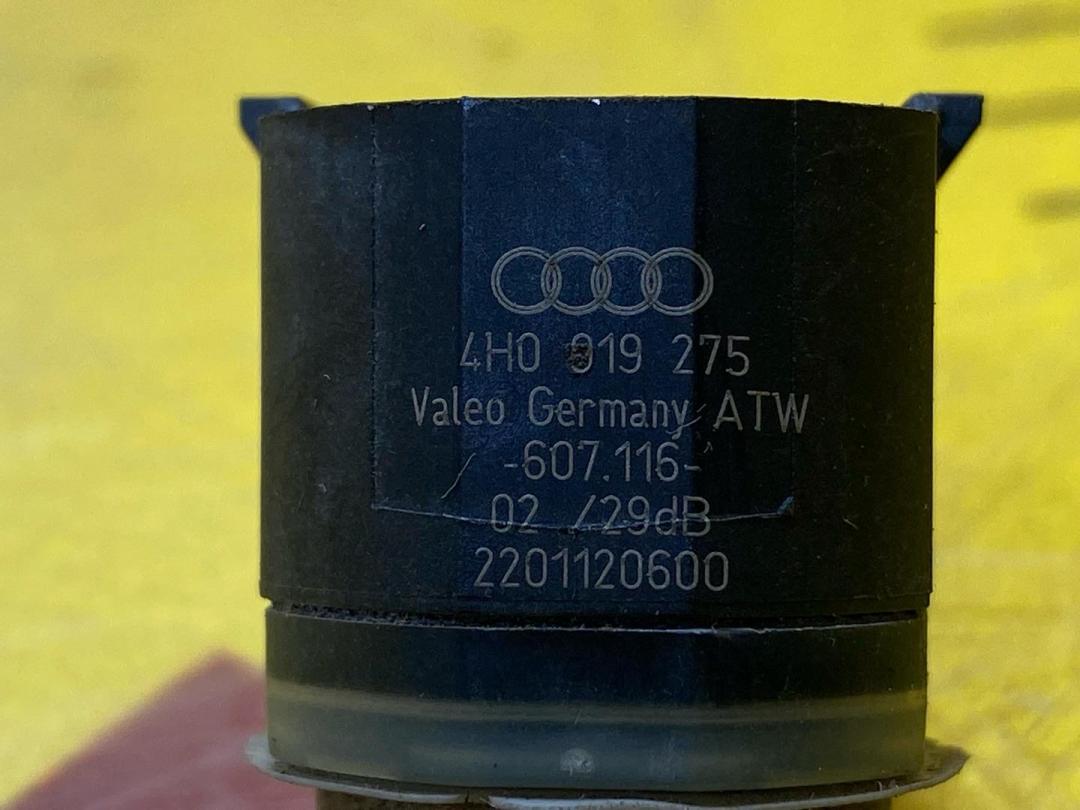 4H0 919 275
Valeo Germany ATW
-607.116-
02 /29dB
2201120600